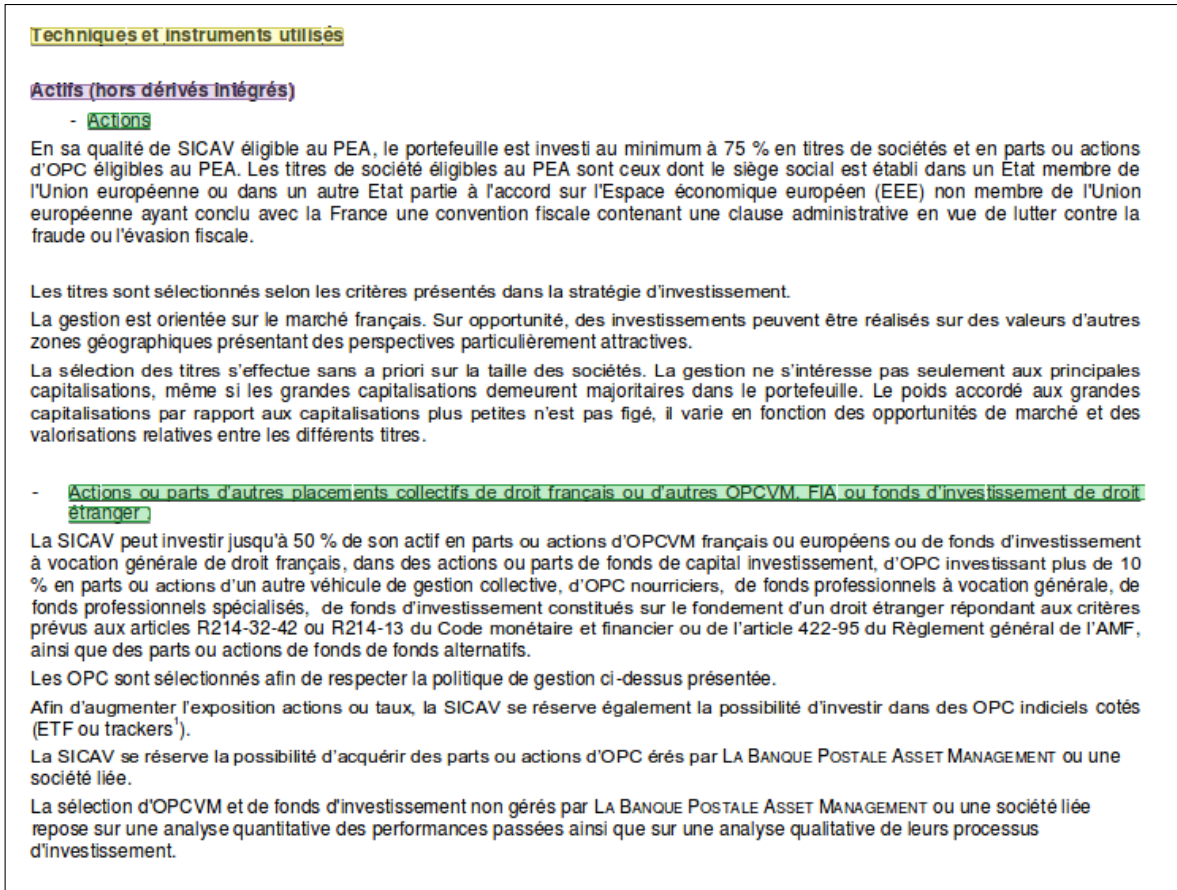 Techniques et instruments utilisés
Actifs (hors dérivés intégrés)
- Actions
En sa qualité de SICAV éligible au PEA, le portefeuille est investi au minimum à 75 % en titres de sociétés et en parts ou actions
d'OPC éligibles au PEA. Les titres de société éligibles au PEA sont ceux dont le siège social est établi dans un Etat membre de
l'Union européenne ou dans un autre Etat partie à l'accord sur l'Espace économique européen (EEE) non membre de l'Union
européenne ayant conclu avec la France une convention fiscale contenant une clause administrative en vue de lutter contre la
fraude ou l'évasion fiscale.
Les titres sont sélectionnés selon les critères présentés dans la stratégie d'investissement.
La gestion est orientée sur le marché français. Sur opportunité, des investissements peuvent être réalisés sur des valeurs d'autres
zones géographiques présentant des perspectives particulièrement attractives.
La sélection des titres s'effectue sans a priori sur la taille des sociétés. La gestion ne s'intéresse pas seulement aux principales
capitalisations, même si les grandes capitalisations demeurent majoritaires dans le portefeuille. Le poids accordé aux grandes
capitalisations par rapport aux capitalisations plus petites n'est pas figé, il varie en fonction des opportunités de marché et des
valorisations relatives entre les différents titres.
- Actions ou parts d'autres placements collectifs de droit français ou d'autres OPCVM, FIA ou fonds d'investissement de droit
étranger :
La SICAV peut investir jusqu'à 50 % de son actif en parts ou actions d'OPCVM français ou européens ou de fonds d'investissement
à vocation générale de droit français, dans des actions ou parts de fonds de capital investissement, d'OPC investissant plus de 10
% en parts ou actions d'un autre véhicule de gestion collective, d'OPC nourriciers, de fonds professionnels à vocation générale, de
fonds professionnels spécialisés, de fonds d'investissement constitués sur le fondement d'un droit étranger répondant aux critères
prévus aux articles R214-32-42 ou R214-13 du Code monétaire et financier ou de l'article 422-95 du Règlement général de l'AMF,
ainsi que des parts ou actions de fonds de fonds alternatifs.
Les OPC sont sélectionnés afin de respecter la politique de gestion ci-dessus présentée.
Afin d'augmenter l'exposition actions ou taux, la SICAV se réserve également la possibilité d'investir dans des OPC indiciels cotés
(ETF ou trackers¹).
La SICAV se réserve la possibilité d'acquérir des parts ou actions d'OPC érés par LA BANQUE POSTALE ASSET MANAGEMENT ou une
société liée.
La sélection d'OPCVM et de fonds d'investissement non gérés par LA BANQUE POSTALE ASSET MANAGEMENT ou une société liée
repose sur une analyse quantitative des performances passées ainsi que sur une analyse qualitative de leurs processus
d'investissement.